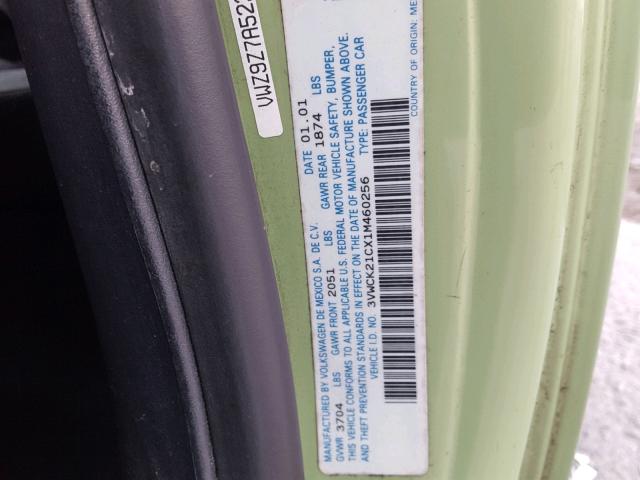 VWZ9Z7A522
MANUFACTURED BY VOLKSWAGEN DE MEXICO S.A. DE C.V. DATE 01.01
GVWR 3704 LBS GAWR FRONT 2051 LBS GAWR REAR 1874 LBS
THIS VEHICLE CONFORMS TO ALL APPLICABLE U.S. FEDERAL MOTOR VEHICLE SAFETY, BUMPER,
AND THEFT PREVENTION STANDARDS IN EFFECT ON THE DATE OF MANUFACTURE SHOWN ABOVE.
VEHICLE I.D. NO. 3VWCK21CX1M460256 TYPE: PASSENGER CAR
COUNTRY OF ORIGIN: ME